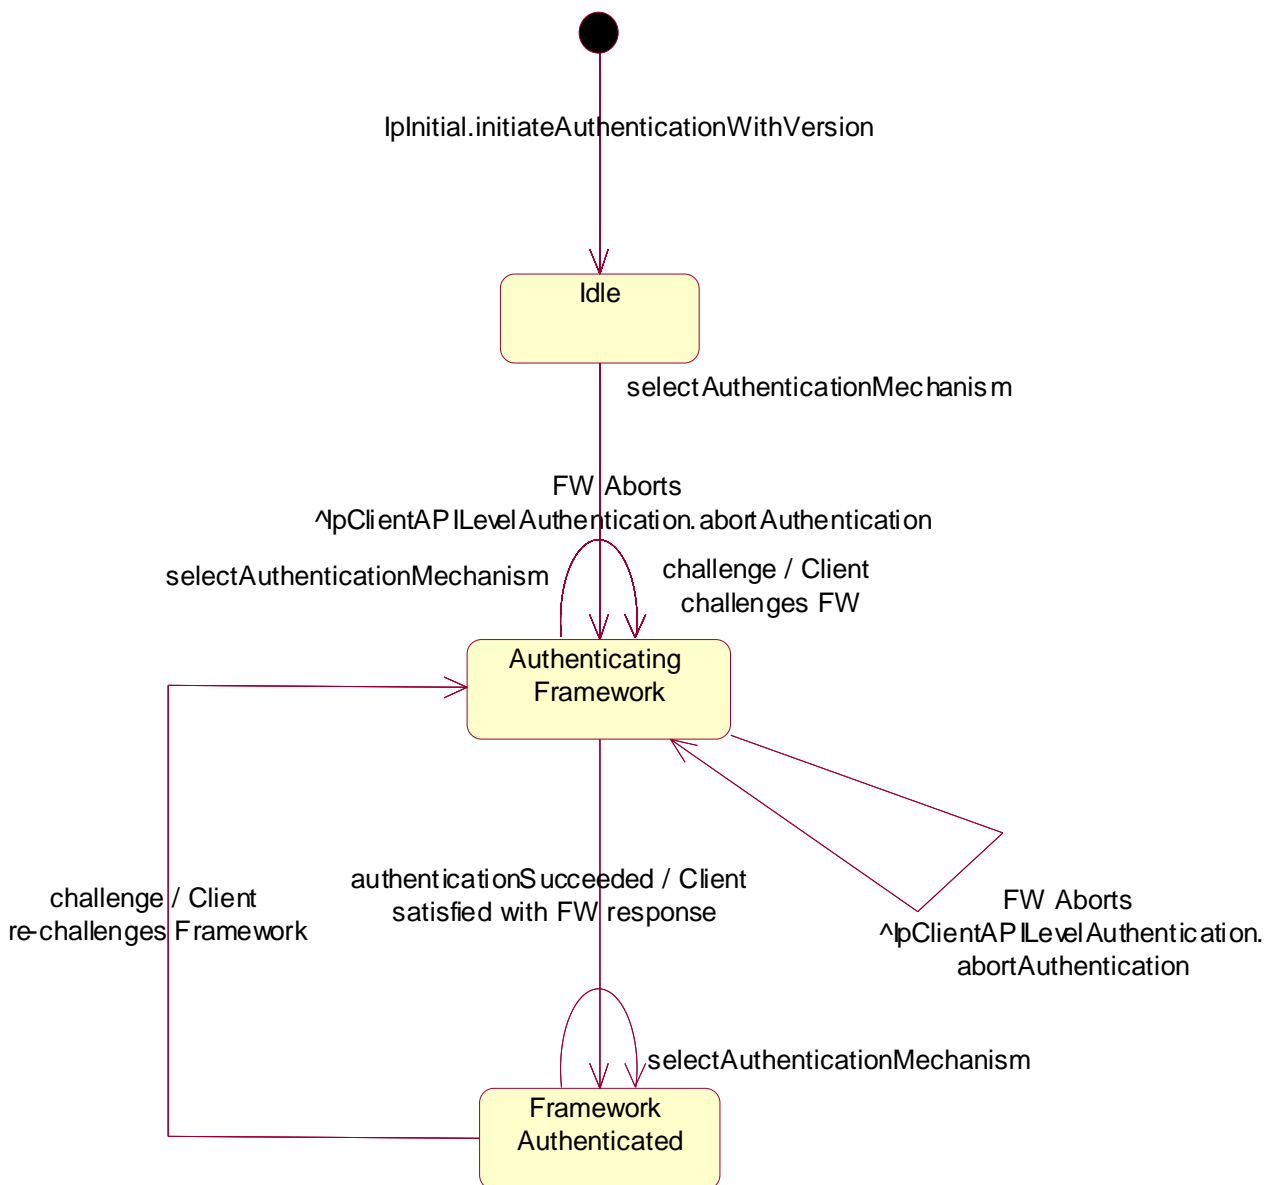 IpInitial.initiateAuthenticationWithVersion
Idle
selectAuthenticationMechanism
FW Aborts
^IpClientAPILevelAuthentication.abortAuthentication
selectAuthenticationMechanism
challenge / Client
challenges FW
Authenticating
Framework
authenticationSucceeded / Client
satisfied with FW response
challenge / Client
re-challenges Framework
FW Aborts
^IpClientAPILevelAuthentication.
abortAuthentication
selectAuthenticationMechanism
Framework
Authenticated